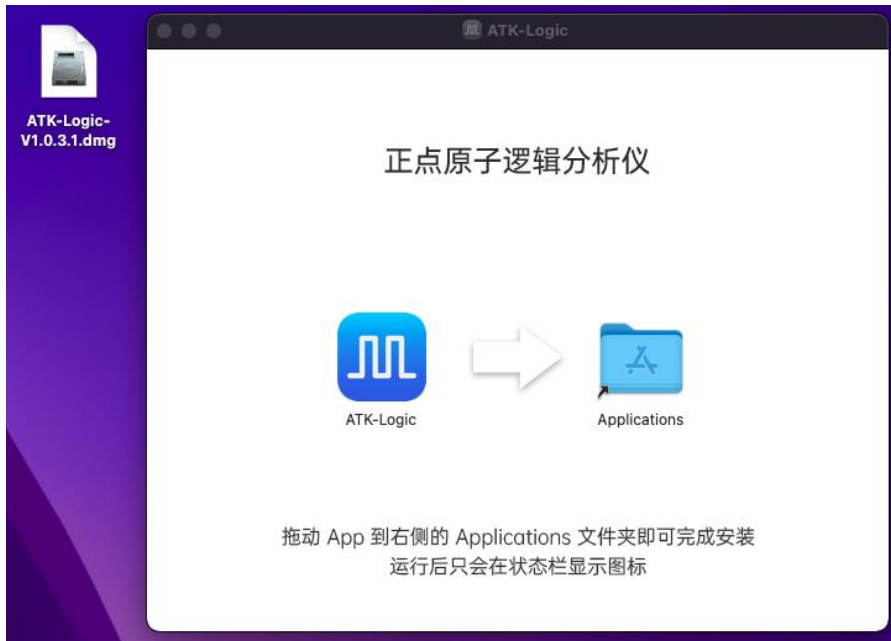 ATK-Logic
ATK-Logic-
V1.0.3.1.dmg
正点原子逻辑分析仪
ATK-Logic
Applications
拖动 App 到右侧的 Applications 文件夹即可完成安装
运行后只会在状态栏显示图标